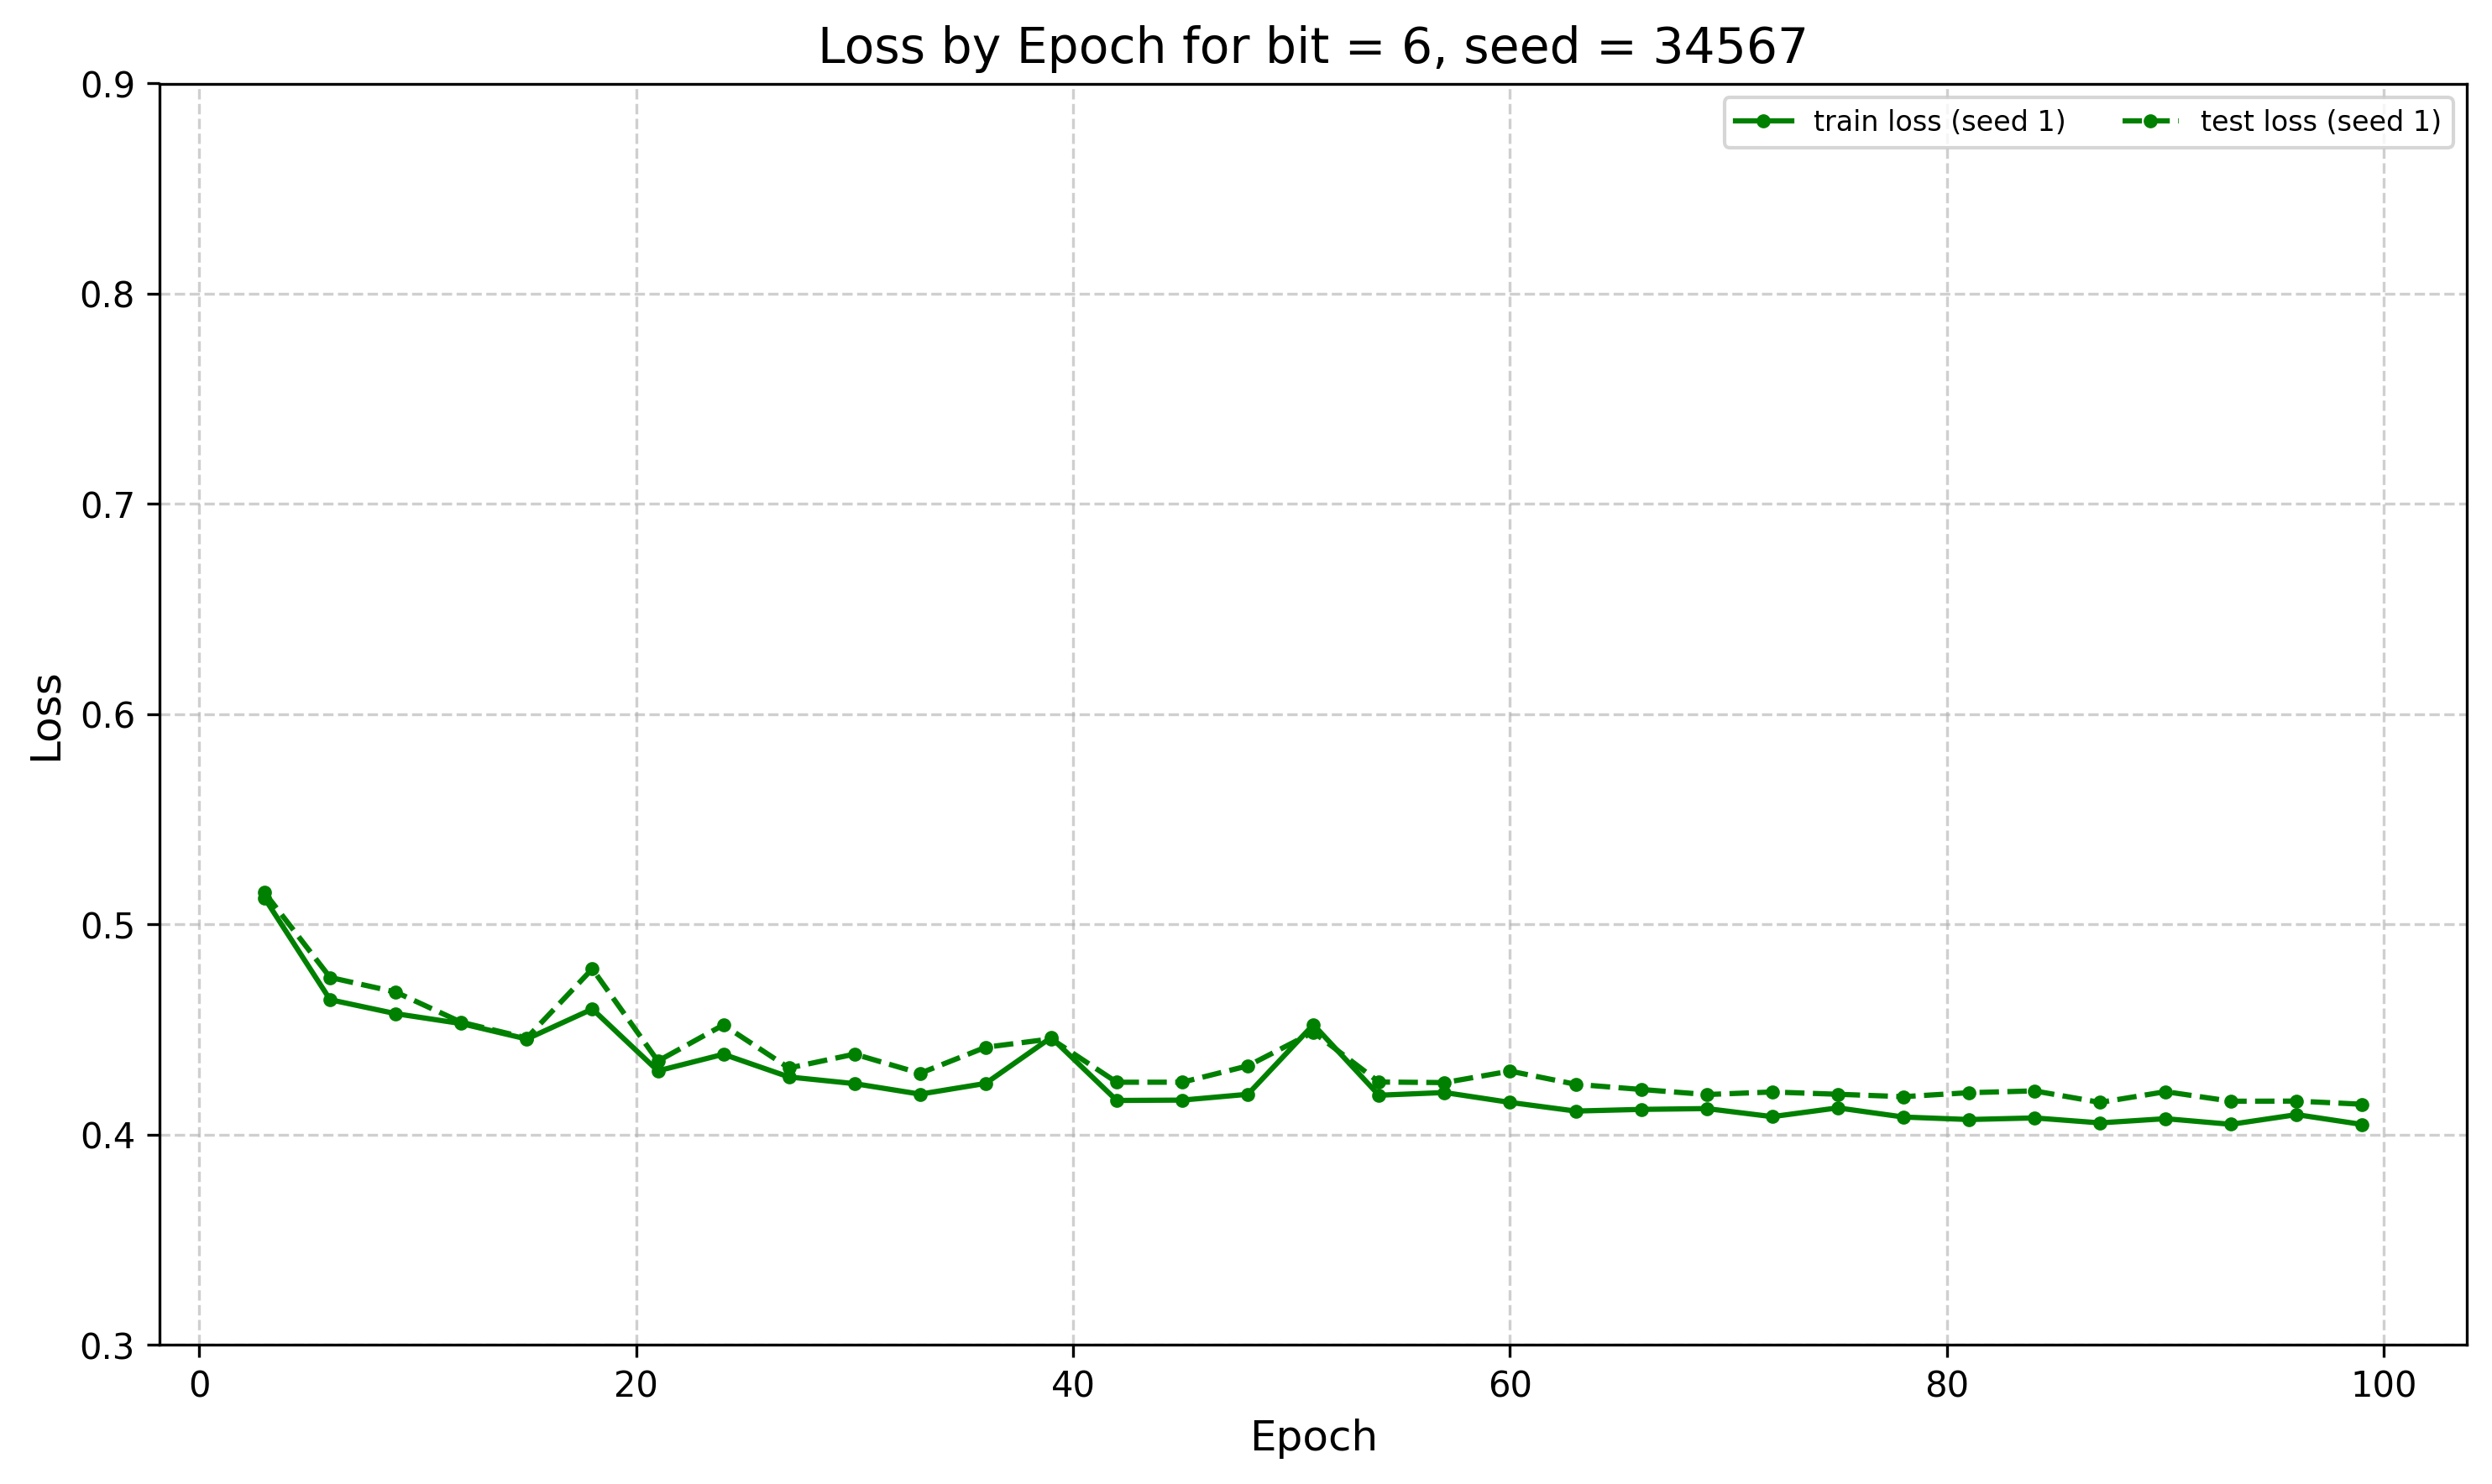 Loss by Epoch for bit = 6, seed = 34567
train loss (seed 1) test loss (seed 1)
Loss
0.9
0.8
0.7
0.6
0.5
0.4
0.3
0 20 40 60 80 100
Epoch